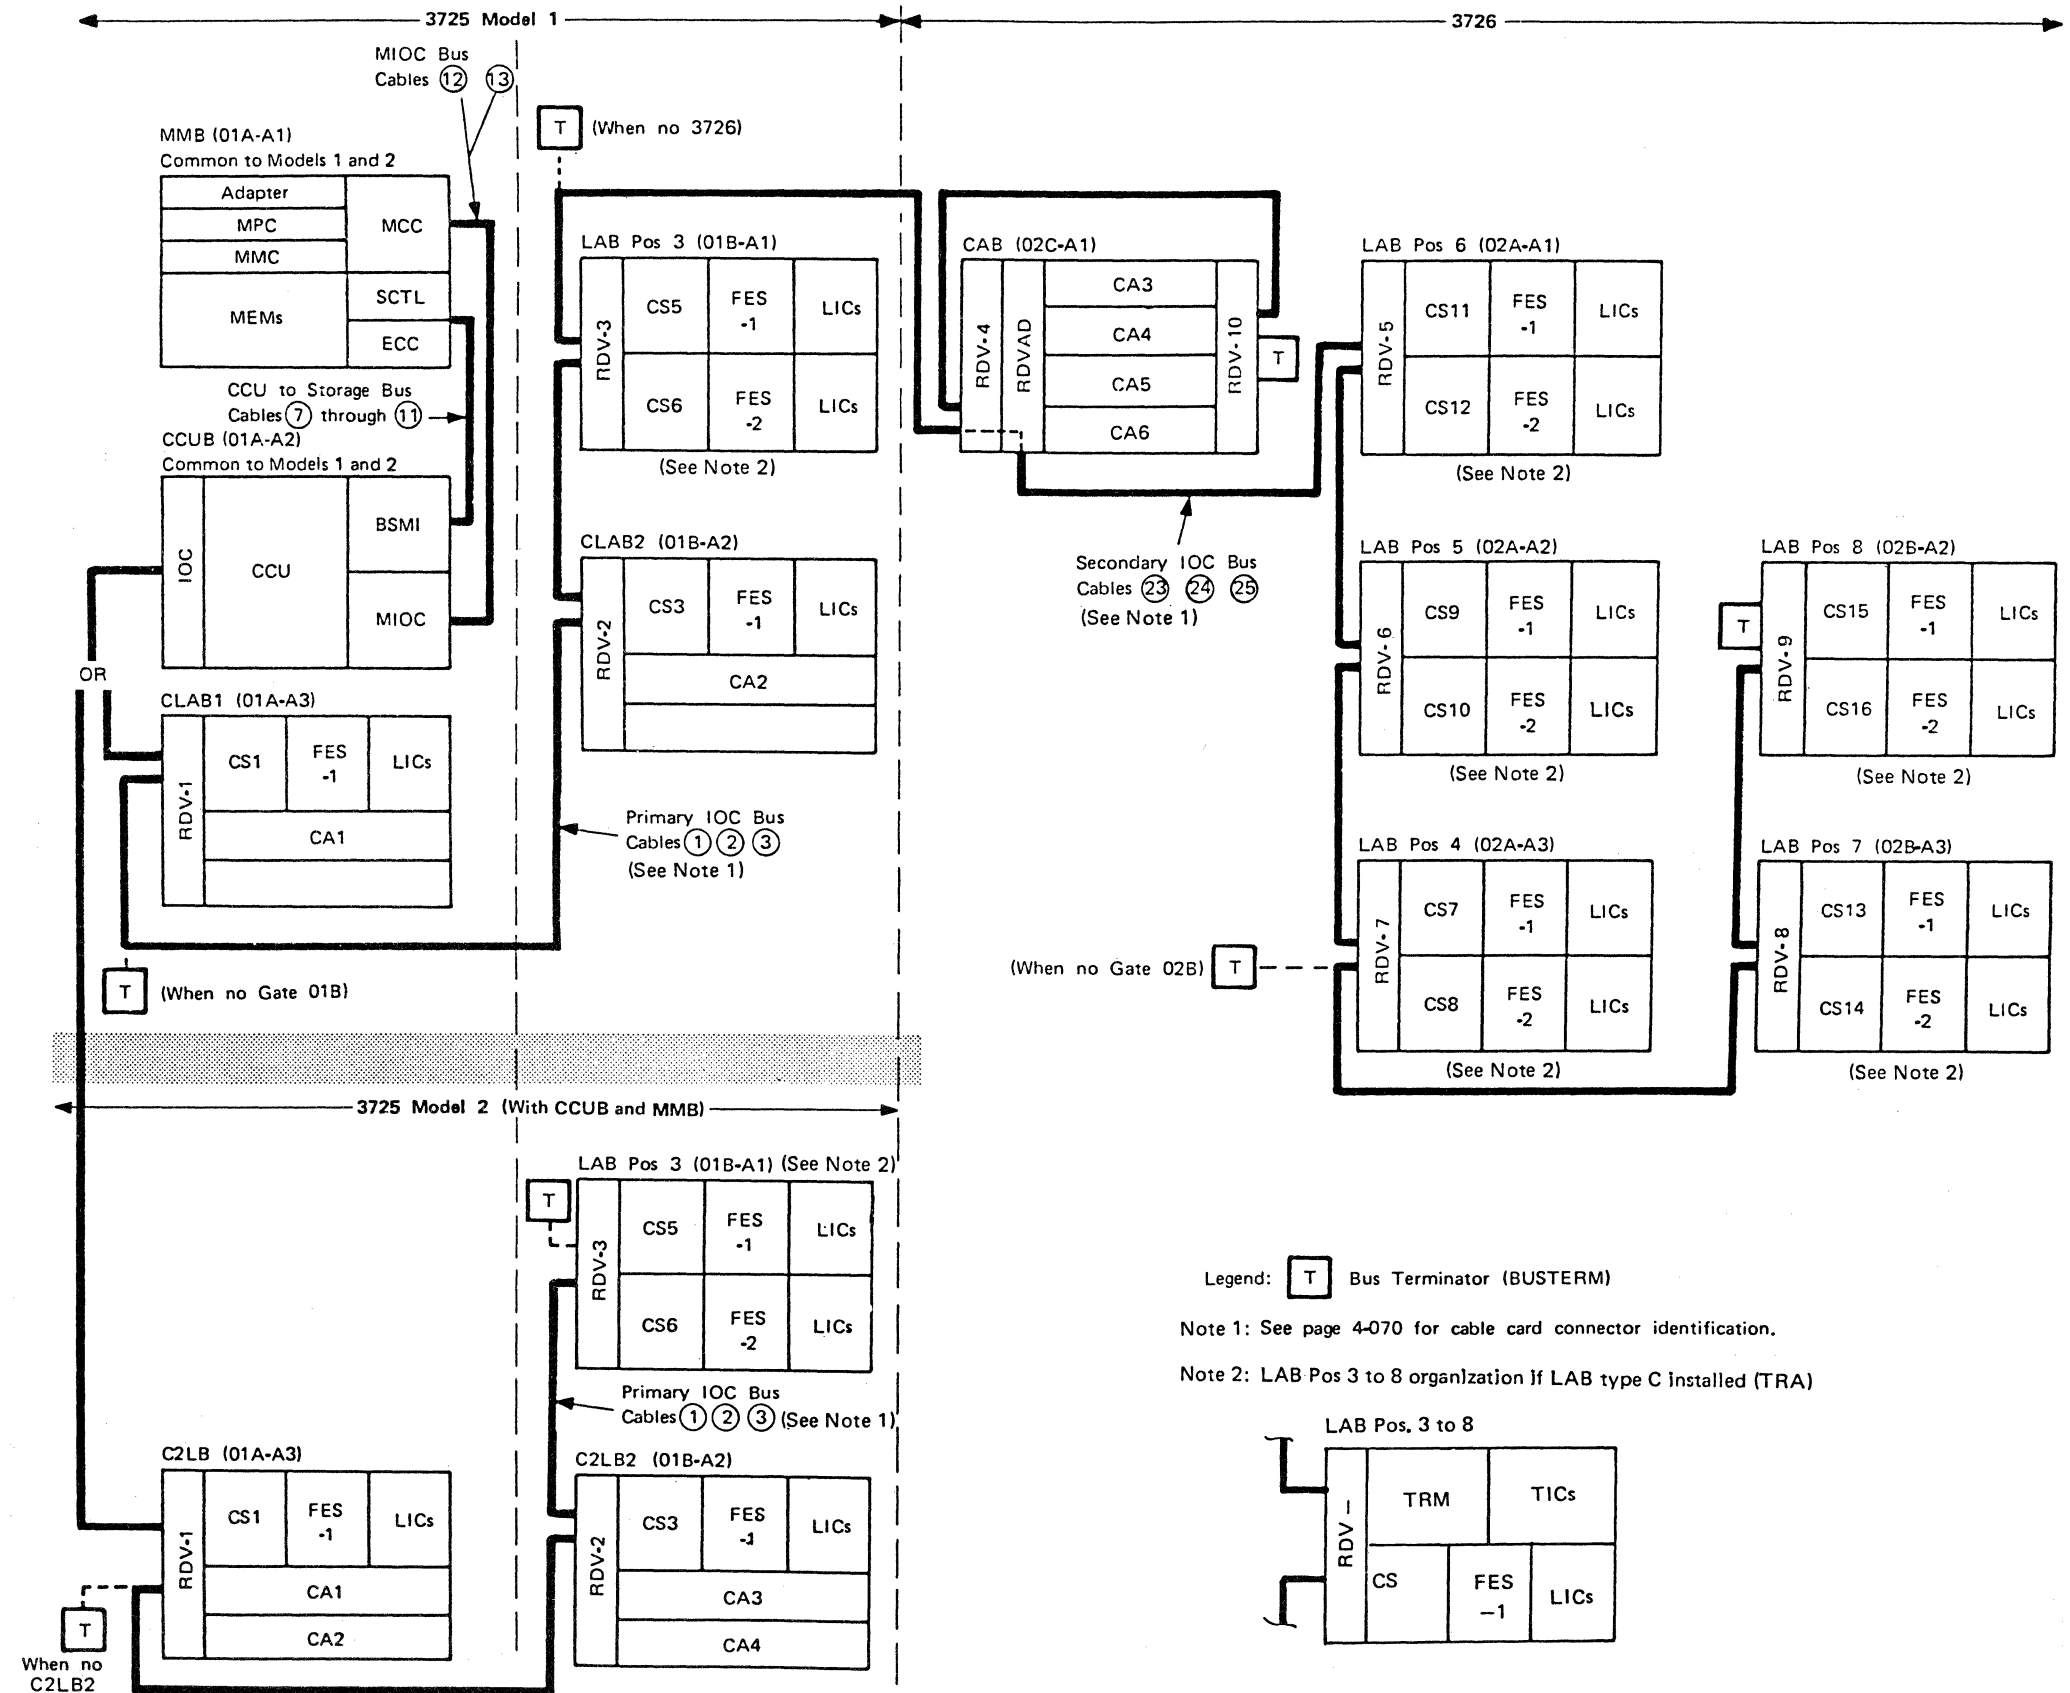 3725 Model 1
3726
MIOC Bus
Cables 12 13
MMB (01A-A1)
Common to Models 1 and 2
Adapter
MPC
MMC
MCC
MEMs
SCTL
ECC
CCU to Storage Bus
Cables 7 through 11
CCUB (01A-A2)
Common to Models 1 and 2
IOC
CCU
BSMI
MIOC
OR
CLAB1 (01A-A3)
RDV-1
CS1
FES
-1
LICs
CA1
T
(When no Gate 01B)
T
(When no 3726)
LAB Pos 3 (01B-A1)
RDV-3
CS5
FES
-1
LICs
CS6
FES
-2
LICs
(See Note 2)
CLAB2 (01B-A2)
RDV-2
CS3
FES
-1
LICs
CA2
Primary IOC Bus
Cables 1 2 3
(See Note 1)
CAB (02C-A1)
RDV-4
RDVAD
CA3
CA4
CA5
CA6
RDV-10
T
Secondary IOC Bus
Cables 23 24 25
(See Note 1)
LAB Pos 6 (02A-A1)
RDV-5
CS11
FES
-1
LICs
CS12
FES
-2
LICs
(See Note 2)
LAB Pos 5 (02A-A2)
RDV-6
CS9
FES
-1
LICs
CS10
FES
-2
LICs
(See Note 2)
LAB Pos 4 (02A-A3)
RDV-7
CS7
FES
-1
LICs
CS8
FES
-2
LICs
(See Note 2)
(When no Gate 02B)
T
LAB Pos 8 (02B-A2)
T
RDV-9
CS15
FES
-1
LICs
CS16
FES
-2
LICs
(See Note 2)
LAB Pos 7 (02B-A3)
RDV-8
CS13
FES
-1
LICs
CS14
FES
-2
LICs
(See Note 2)
3725 Model 2 (With CCUB and MMB)
LAB Pos 3 (01B-A1) (See Note 2)
T
RDV-3
CS5
FES
-1
LICs
CS6
FES
-2
LICs
Primary IOC Bus
Cables 1 2 3 (See Note 1)
C2LB (01A-A3)
RDV-1
CS1
FES
-1
LICs
CA1
CA2
T
When no
C2LB2
C2LB2 (01B-A2)
RDV-2
CS3
FES
-1
LICs
CA3
CA4
Legend: T Bus Terminator (BUSTERM)
Note 1: See page 4-070 for cable card connector identification.
Note 2: LAB Pos 3 to 8 organization if LAB type C installed (TRA)
LAB Pos. 3 to 8
RDV —
TRM
TICs
CS
FES
—1
LICs